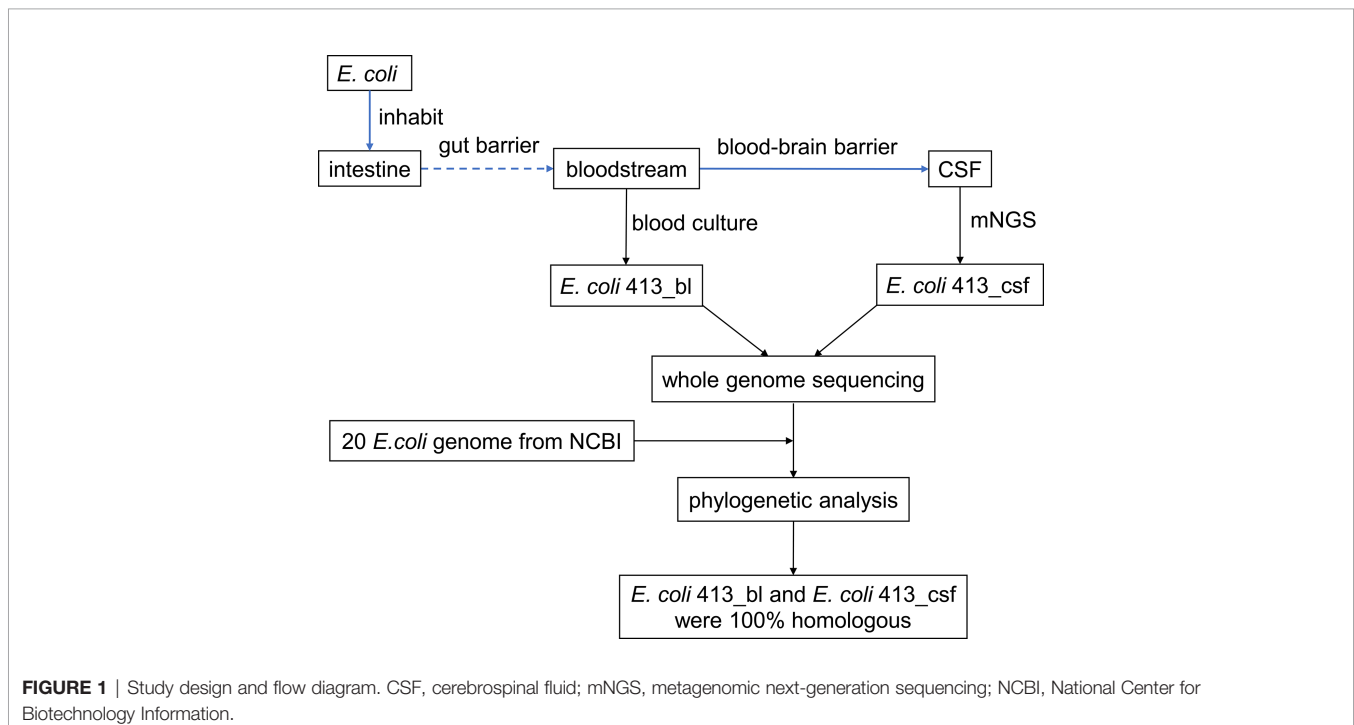 E. coli
inhabit
intestine
gut barrier
bloodstream
blood-brain barrier
CSF
blood culture
mNGS
E. coli 413_bl
E. coli 413_csf
whole genome sequencing
20 E.coli genome from NCBI
phylogenetic analysis
E. coli 413_bl and E. coli 413_csf
were 100% homologous
FIGURE 1 | Study design and flow diagram. CSF, cerebrospinal fluid; mNGS, metagenomic next-generation sequencing; NCBI, National Center for
Biotechnology Information.